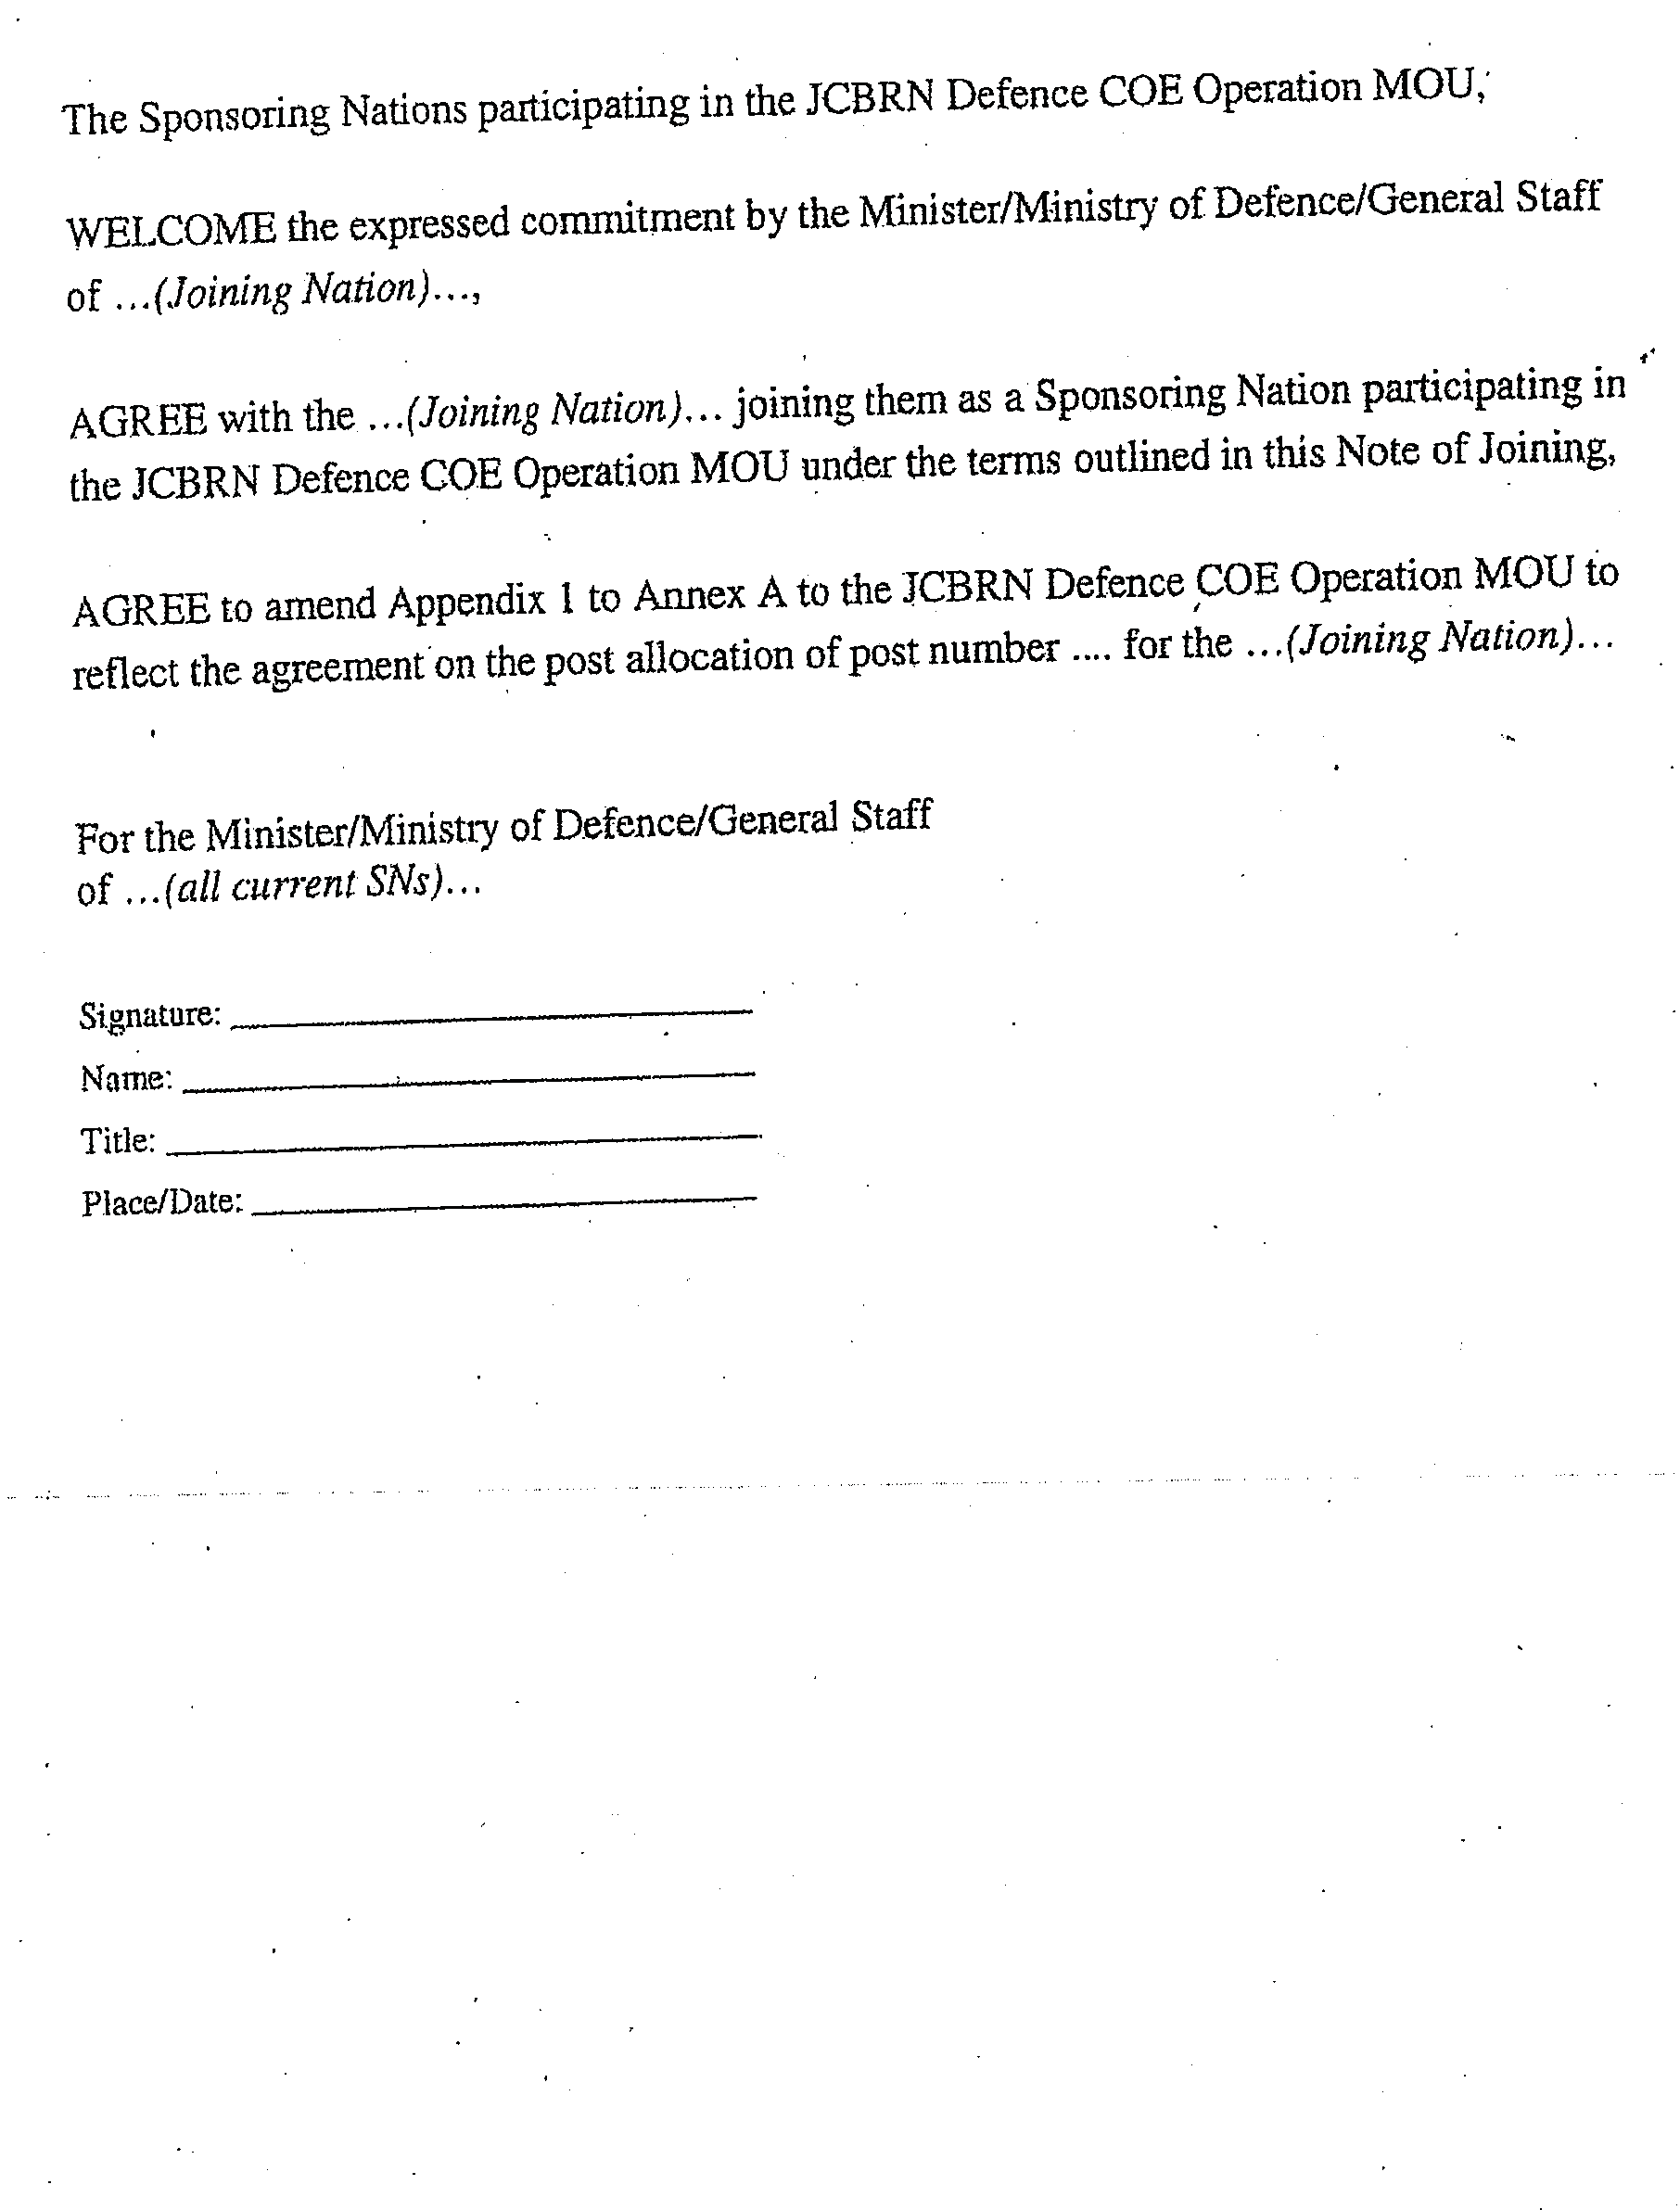 The Sponsoring Nations participating in the JCBRN Defence COE Operation MOU,
WELCOME the expressed commitment by the Minister/Ministry of Defence/General Staff
of ...(Joining Nation)...,
AGREE with the ...(Joining Nation)... joining them as a Sponsoring Nation participating in
the JCBRN Defence COE Operation MOU under the terms outlined in this Note of Joining,
AGREE to amend Appendix 1 to Annex A to the JCBRN Defence COE Operation MOU to
reflect the agreement on the post allocation of post number .... for the ...(Joining Nation)...
For the Minister/Ministry of Defence/General Staff
of ...(all current SNs)...
Signature:
Name:
Title:
Place/Date: